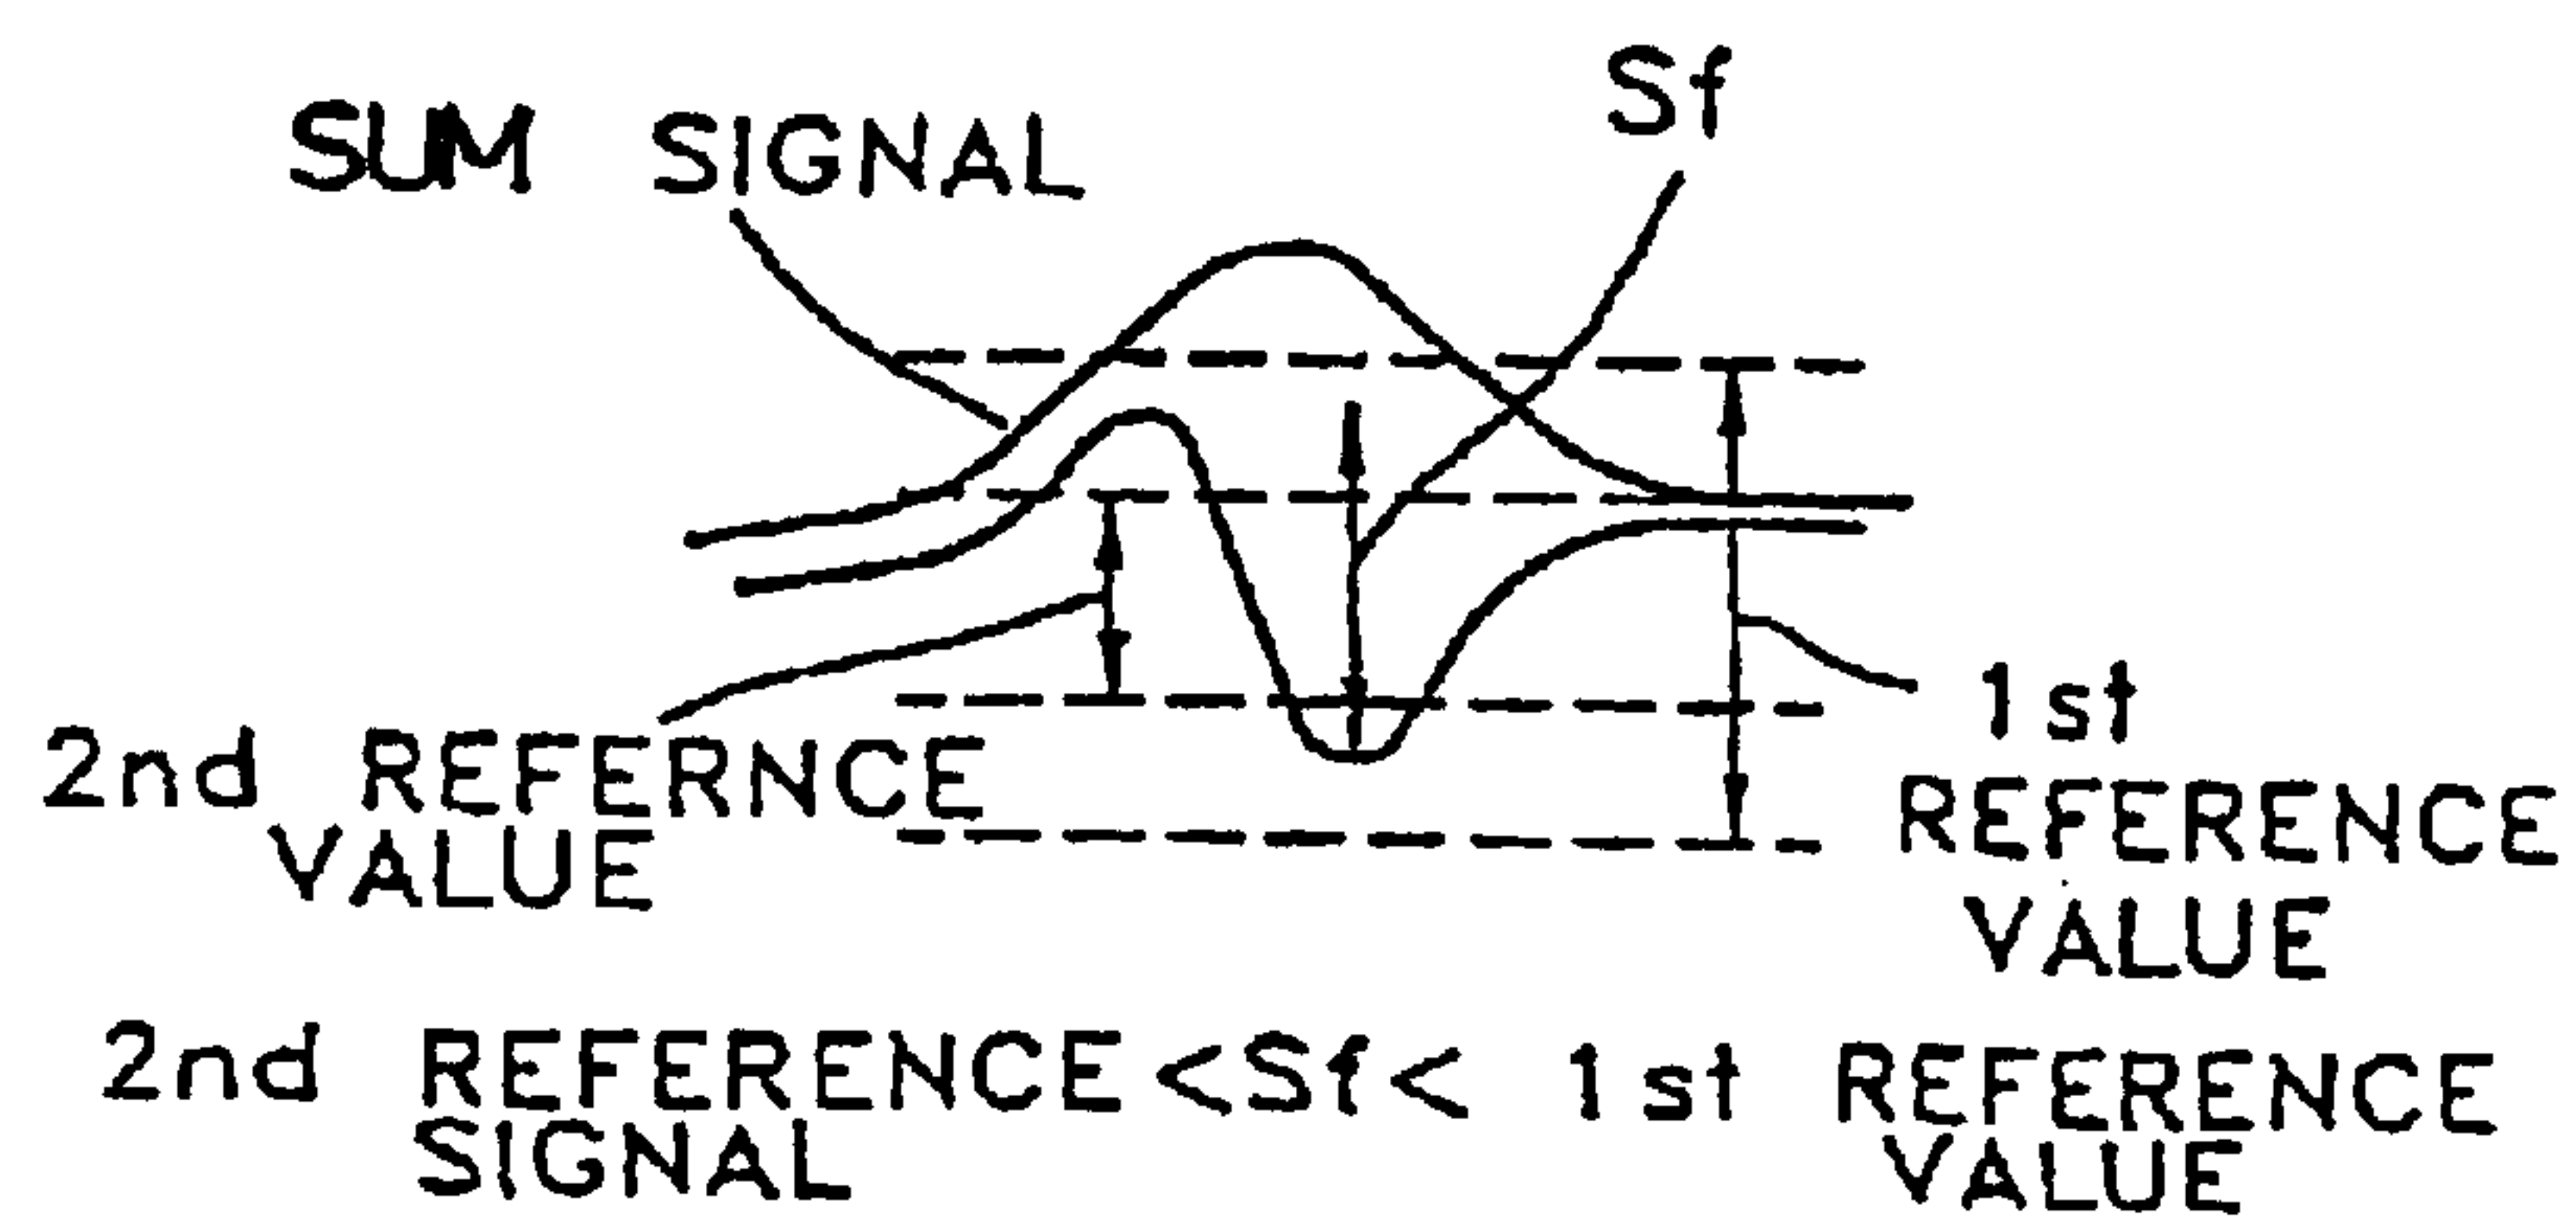 Sf
SUM SIGNAL
2nd REFERNCE
VALUE
1st
REFERENCE
VALUE
2nd REFERENCE<Sf< 1st REFERENCE
SIGNAL VALUE